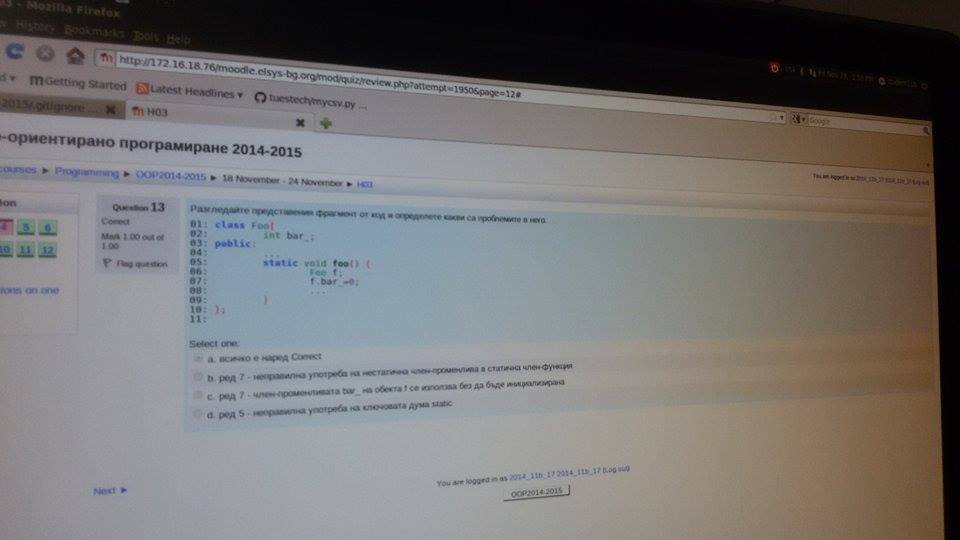 03 - Mozilla Firefox
History Bookmarks Tools Help
http://172.16.18.76/moodle.elsys-bg.org/mod/quiz/review.php?attempt=1950&page=12#
Google
Getting Started Latest Headlines tuestech/mycsv.py ...
2015/.gitignore ... H03
-ориентирано програмиране 2014-2015
You are logged in as 2014_11b_17 2014_11b_17 (Log out)
courses ► Programming ► OOP2014-2015 ► 18 November - 24 November ► H03
4 5 6
10 11 12
Question 13
Correct
Mark 1.00 out of
1.00
Flag question
Разгледайте представения фрагмент от код и определете какви са проблемите в него.
01: class Foo{
02: int bar_;
03: public:
04: ...
05: static void foo() {
06: Foo f;
07: f.bar_=0;
08: ...
09: }
10: };
11:
Select one:
a. всичко е наред Correct
b. ред 7 - неправилна употреба на нестатична член-променлива в статична член-функция
c. ред 7 - член-променливата bar_ на обекта f се използва без да бъде инициализирана
d. ред 5 - неправилна употреба на ключовата дума static
Next ►
You are logged in as 2014_11b_17 2014_11b_17 (Log out)
OOP2014-2015